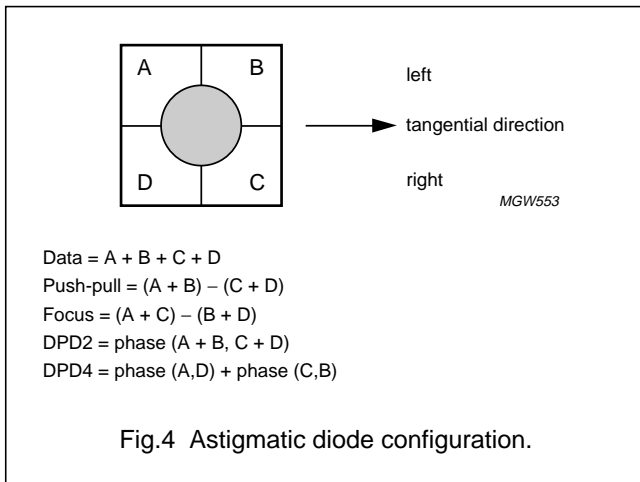 A B
left
tangential direction
D C
right
MGW553
Data = A + B + C + D
Push-pull = (A + B) − (C + D)
Focus = (A + C) − (B + D)
DPD2 = phase (A + B, C + D)
DPD4 = phase (A,D) + phase (C,B)
Fig.4 Astigmatic diode configuration.